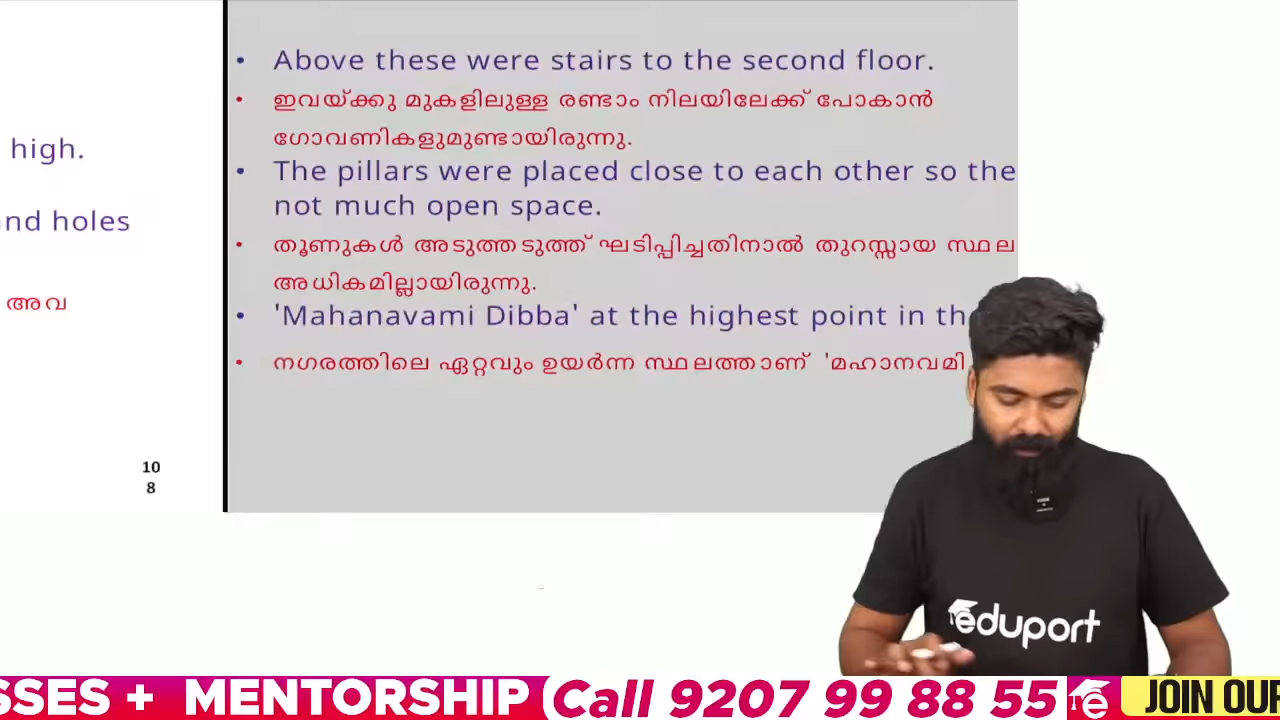 high.
nd holes
അവ
10
8
• Above these were stairs to the second floor.
• ഇവയ്ക്കു മുകളിലുള്ള രണ്ടാം നിലയിലേക്ക് പോകാൻ
ഗോവണികളുമുണ്ടായിരുന്നു.
• The pillars were placed close to each other so the
not much open space.
• തൂണുകൾ അടുത്തടുത്ത് ഘടിപ്പിച്ചതിനാൽ തുറസ്സായ സ്ഥല
അധികമില്ലായിരുന്നു.
• 'Mahanavami Dibba' at the highest point in th
• നഗരത്തിലെ ഏറ്റവും ഉയർന്ന സ്ഥലത്താണ് 'മഹാനവമി
eduport
SSES + MENTORSHIP Call 9207 99 88 55 e JOIN OUR